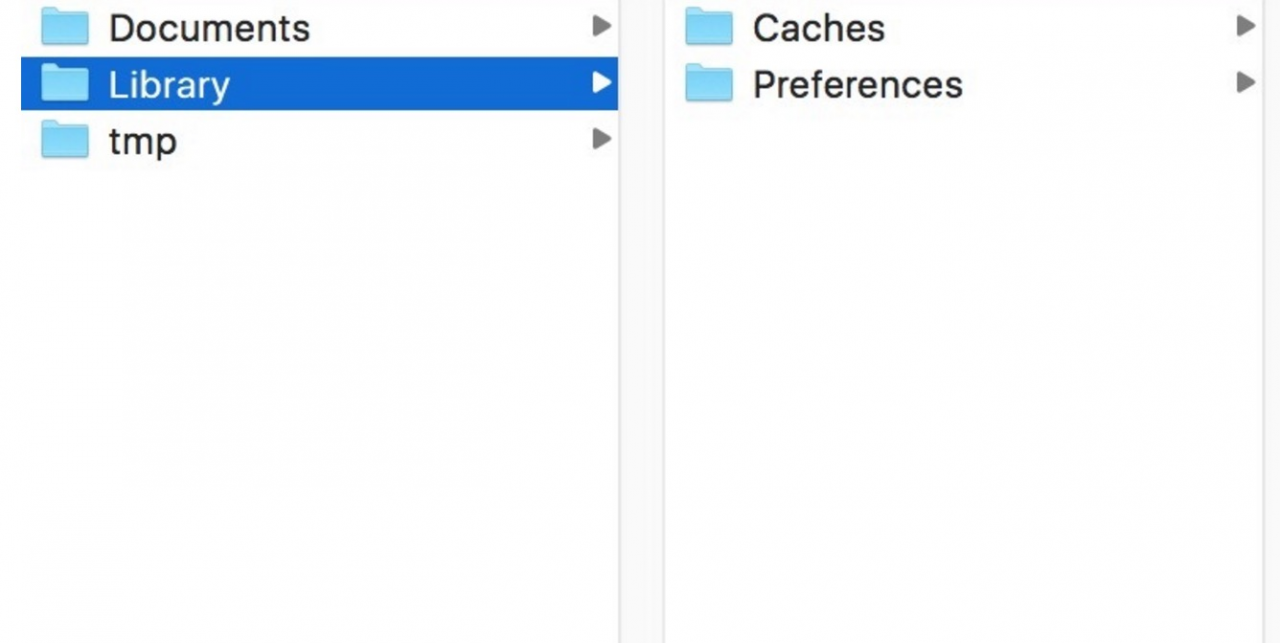 Documents
Library
tmp
Caches
Preferences